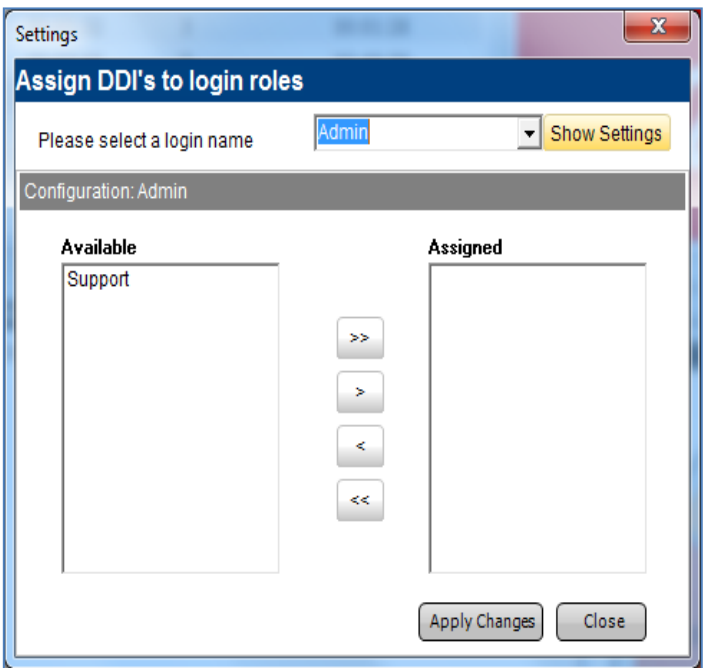 Settings
X
Assign DDI's to login roles
Please select a login name
Admin
Show Settings
Configuration: Admin
Available
Assigned
Support
>>
>
<
<<
Apply Changes
Close